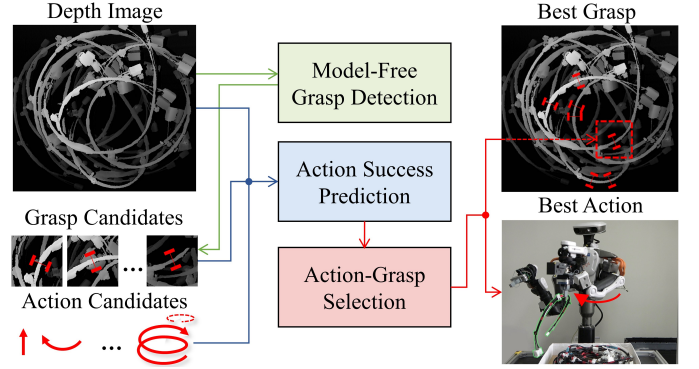 Depth Image
Grasp Candidates
Action Candidates
...
...
Model-Free
Grasp Detection
Action Success
Prediction
Action-Grasp
Selection
Best Grasp
Best Action